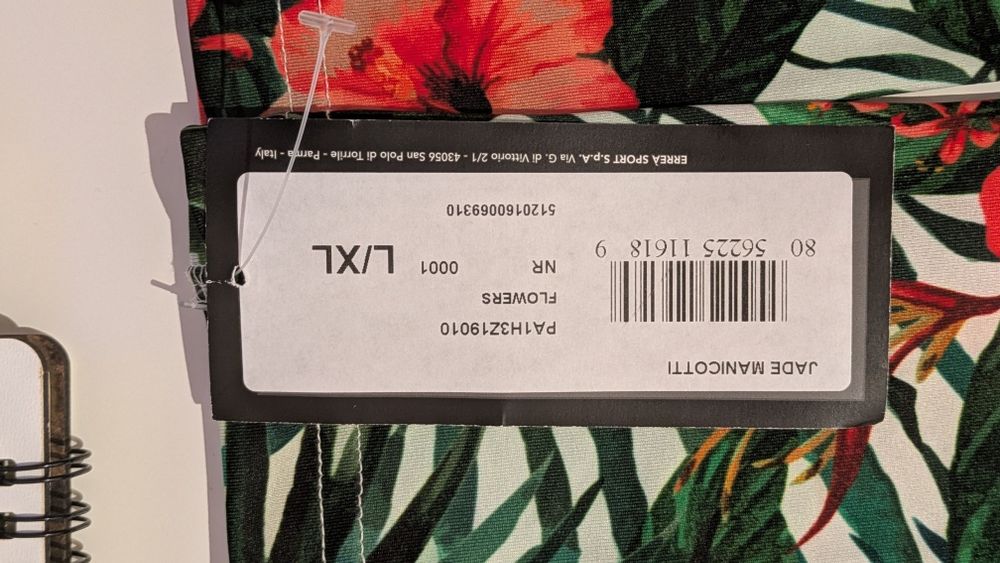 JADE MANICOTTI
80 56225 11618 9
PA1H3Z19010
FLOWERS
NR 0001 L/XL
5120160069310
ERREÀ SPORT S.p.A. Via G. di Vittorio 2/1 - 43056 San Polo di Torrile - Parma - Italy